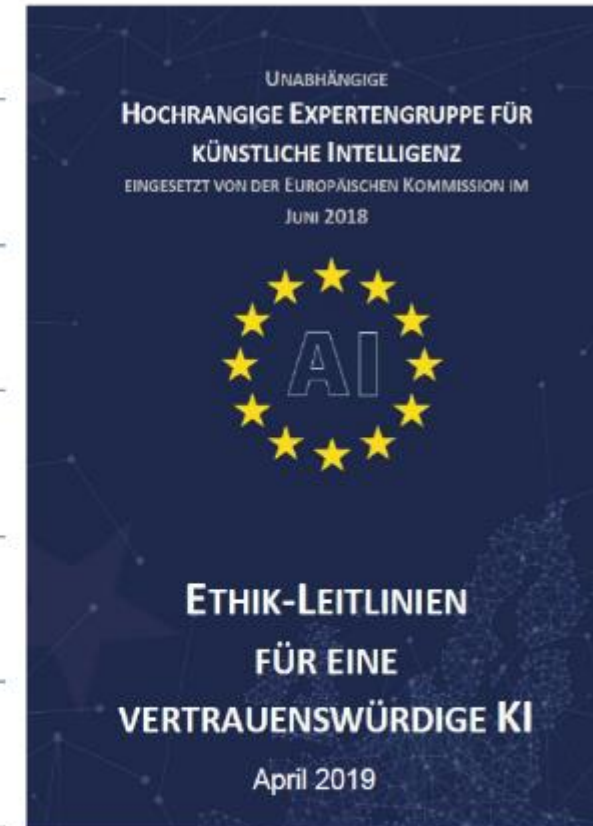 UNABHÄNGIGE
HOCHRANGIGE EXPERTENGRUPPE FÜR
KÜNSTLICHE INTELLIGENZ
EINGESETZT VON DER EUROPÄISCHEN KOMMISSION IM
JUNI 2018
AI
ETHIK-LEITLINIEN
FÜR EINE
VERTRAUENSWÜRDIGE KI
April 2019